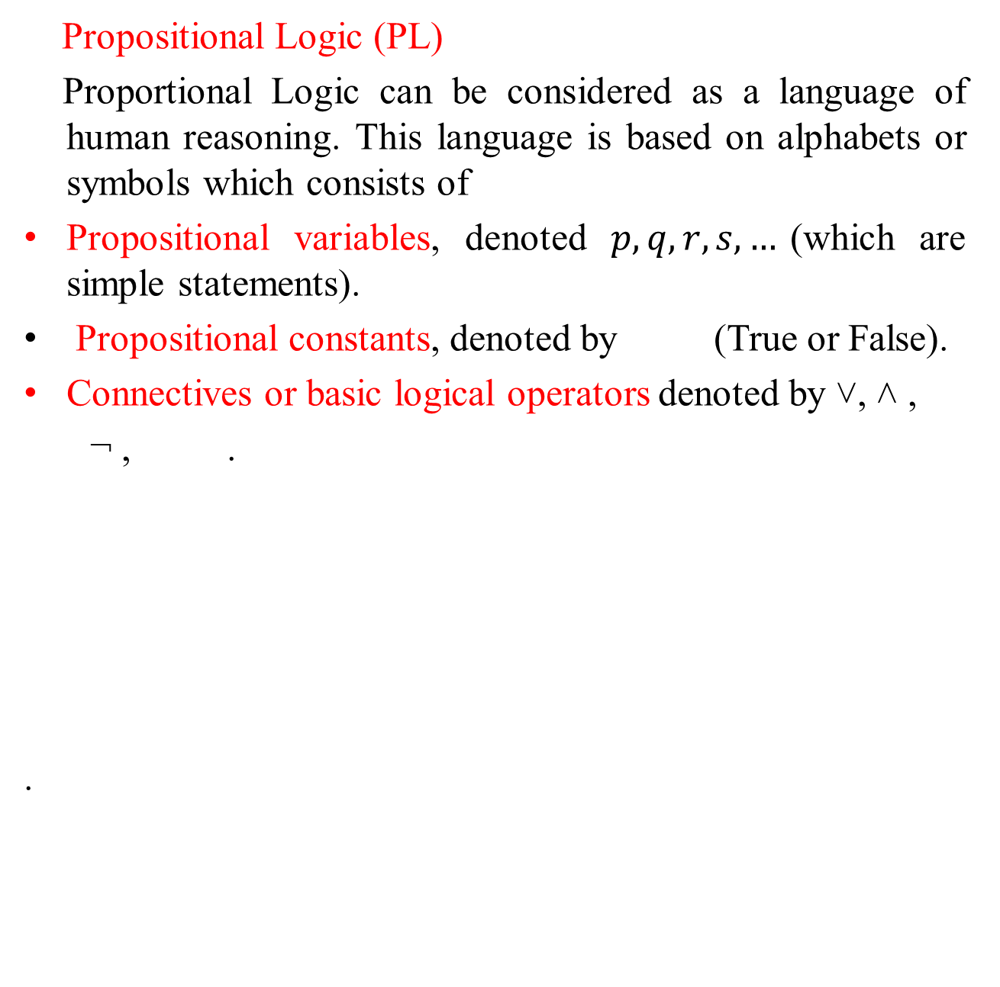 Propositional Logic (PL)
Proportional Logic can be considered as a language of
human reasoning. This language is based on alphabets or
symbols which consists of
• Propositional variables, denoted p, q, r, s, … (which are
simple statements).
• Propositional constants, denoted by (True or False).
• Connectives or basic logical operators denoted by ˅, ˄ ,
¬ , .
.